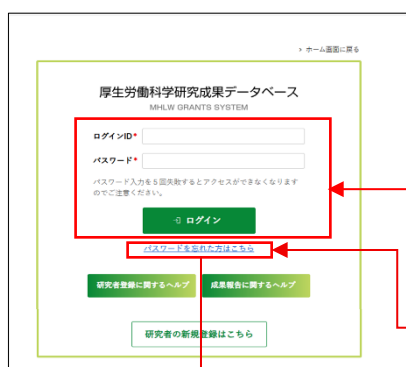 > ホーム画面に戻る
厚生労働科学研究成果データベース
MHLW GRANTS SYSTEM
ログインID*
パスワード*
パスワード入力を5回失敗するとアクセスができなくなります
のでご注意ください。
ログイン
パスワードを忘れた方はこちら
研究者登録に関するヘルプ 成果報告に関するヘルプ
研究者の新規登録はこちら